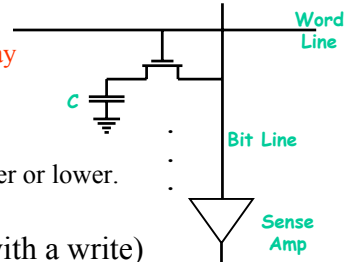 Word
Line
C
Bit Line
er or lower.
Sense
Amp
with a write)